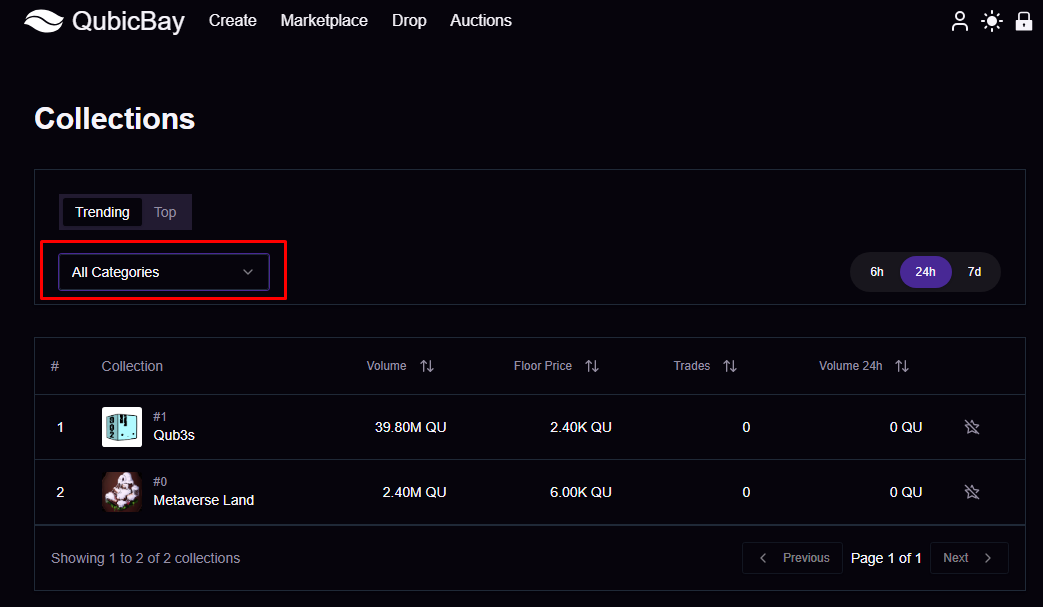 QubicBay Create Marketplace Drop Auctions
Collections
Trending Top
All Categories 6h 24h 7d
# Collection Volume Floor Price Trades Volume 24h
1 #1 Qub3s 39.80M QU 2.40K QU 0 0 QU
2 #0 Metaverse Land 2.40M QU 6.00K QU 0 0 QU
Showing 1 to 2 of 2 collections Previous Page 1 of 1 Next